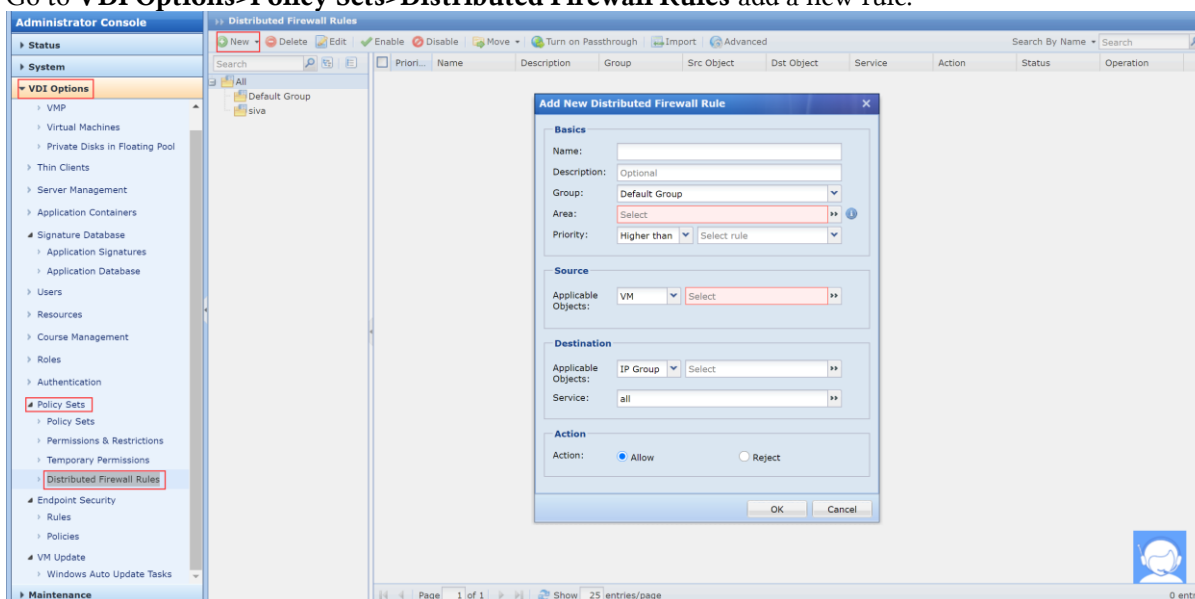 Go to VDI Options>Policy Sets>Distributed Firewall Rules add a new rule.
Administrator Console
Distributed Firewall Rules
Status
System
VDI Options
VMP
Virtual Machines
Private Disks in Floating Pool
Thin Clients
Server Management
Application Containers
Signature Database
Application Signatures
Application Database
Users
Resources
Course Management
Roles
Authentication
Policy Sets
Policy Sets
Permissions & Restrictions
Temporary Permissions
Distributed Firewall Rules
Endpoint Security
Rules
Policies
VM Update
Windows Auto Update Tasks
Maintenance
New Delete Edit Enable Disable Move Turn on Passthrough Import Advanced Search By Name Search
Search
All
Default Group
siva
Priori... Name Description Group Src Object Dst Object Service Action Status Operation
Add New Distributed Firewall Rule
Basics
Name:
Description: Optional
Group: Default Group
Area: Select
Priority: Higher than Select rule
Source
Applicable Objects: VM Select
Destination
Applicable Objects: IP Group Select
Service: all
Action
Action: Allow Reject
OK Cancel
Page 1 of 1 Show 25 entries/page